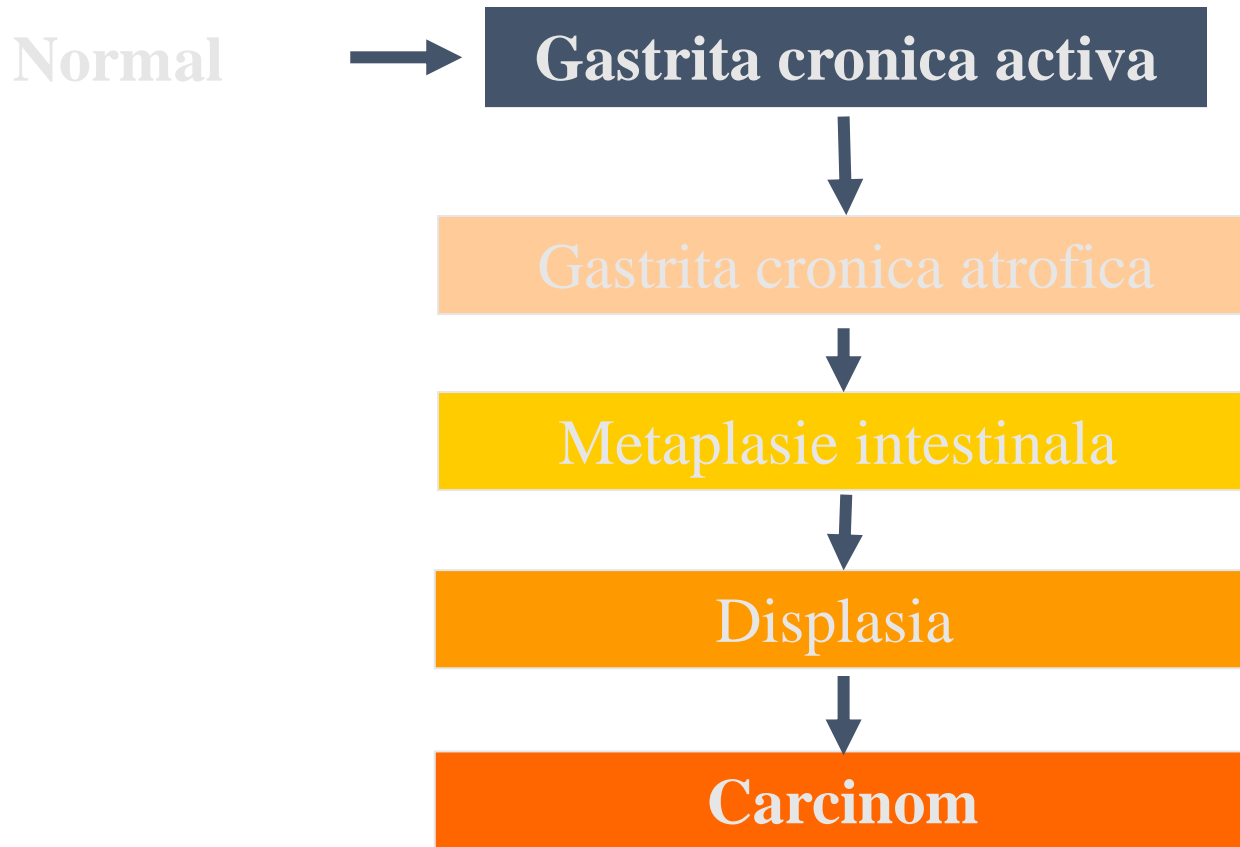 Normal
Gastrita cronica activa
Gastrita cronica atrofica
Metaplasie intestinala
Displasia
Carcinom